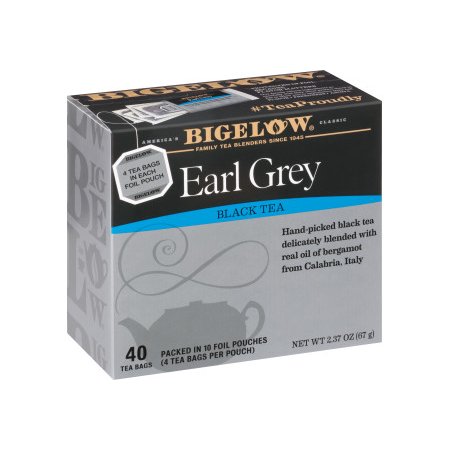 BIGELOW
#TeaProudly
AMERICA'S CLASSIC
BIGELOW®
FAMILY TEA BLENDERS SINCE 1945
BIGELOW
4 TEA BAGS
IN EACH
FOIL POUCH
BIGELOW
Earl Grey
BLACK TEA
Hand-picked black tea
delicately blended with
real oil of bergamot
from Calabria, Italy
40
TEA BAGS
PACKED IN 10 FOIL POUCHES
(4 TEA BAGS PER POUCH)
NET WT 2.37 OZ (67 g)